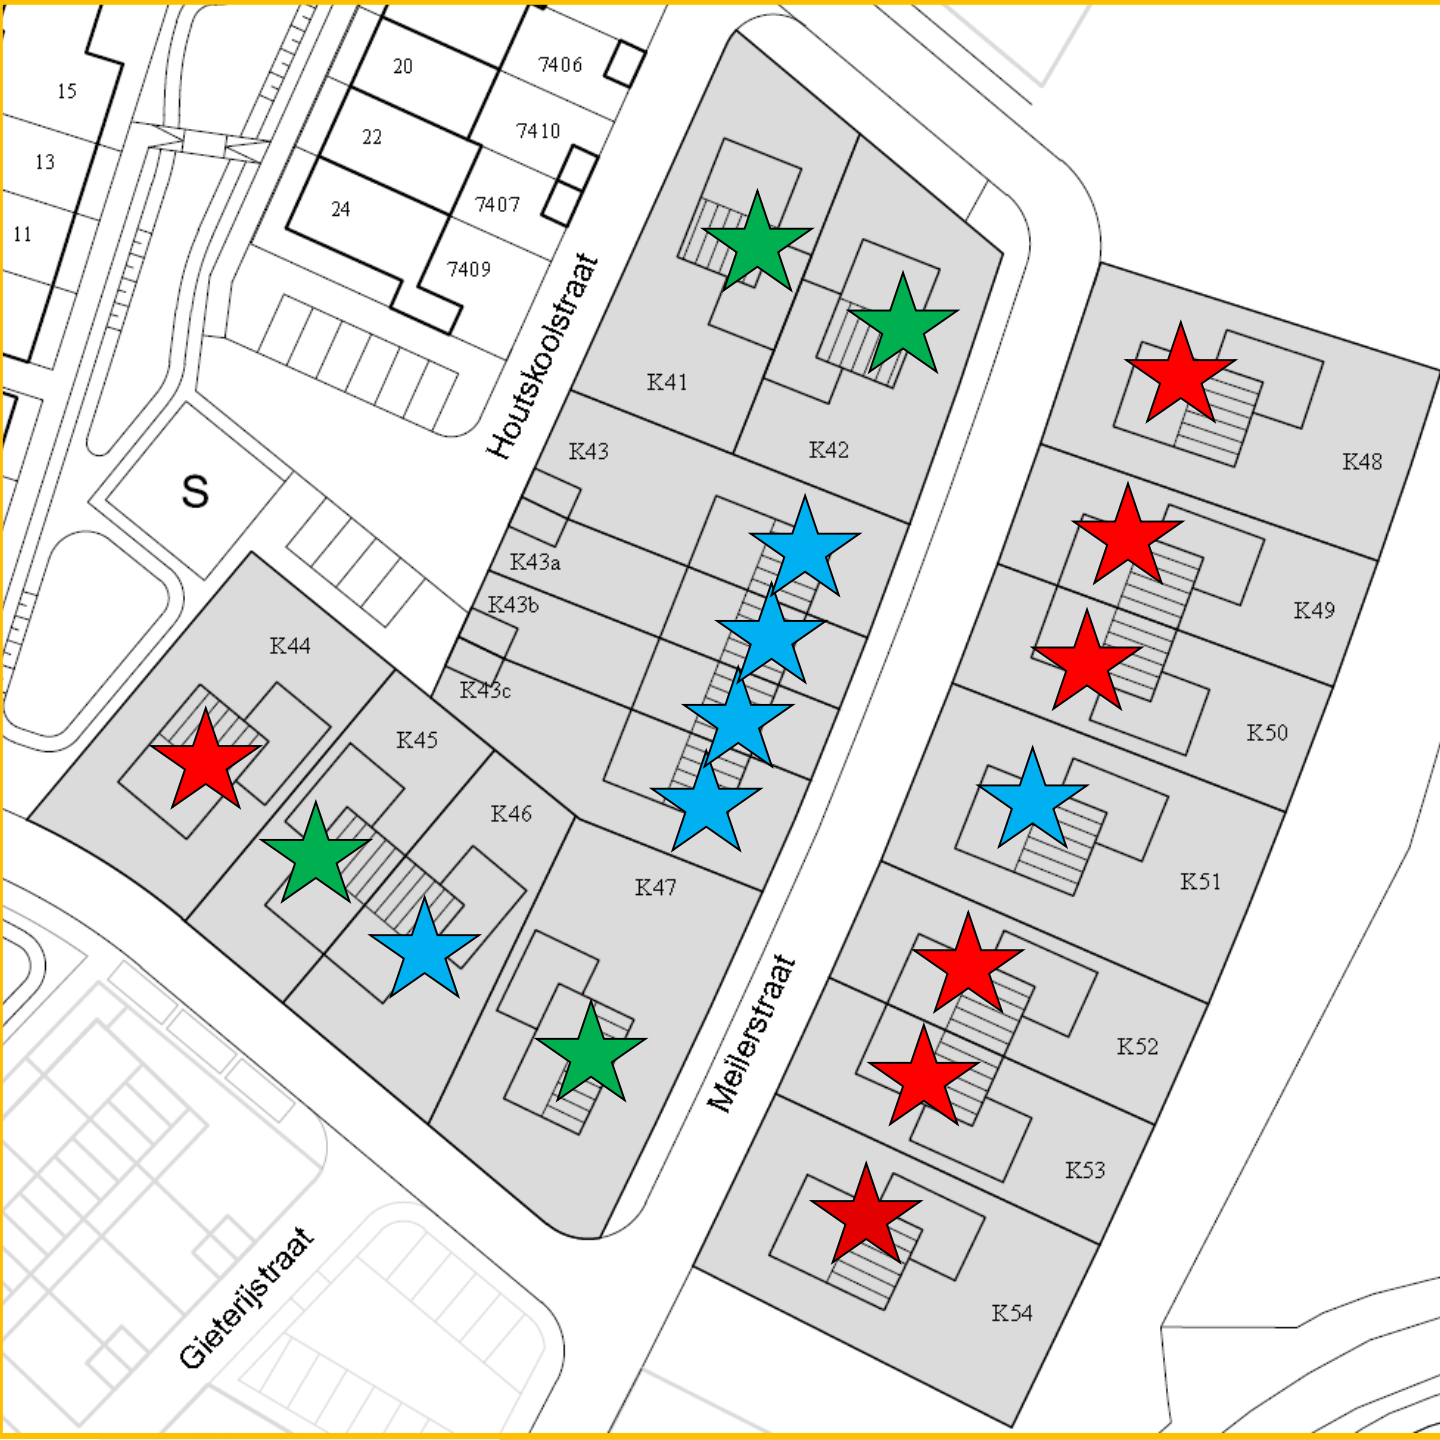 15
13
11
20
22
24
7406
7410
7407
7409
Houtskoolstraat
S
K41
K42
K43
K43a
K43b
K43c
K44
K45
K46
K47
K48
K49
K50
K51
K52
K53
K54
Meilerstraat
Gieterijstraat